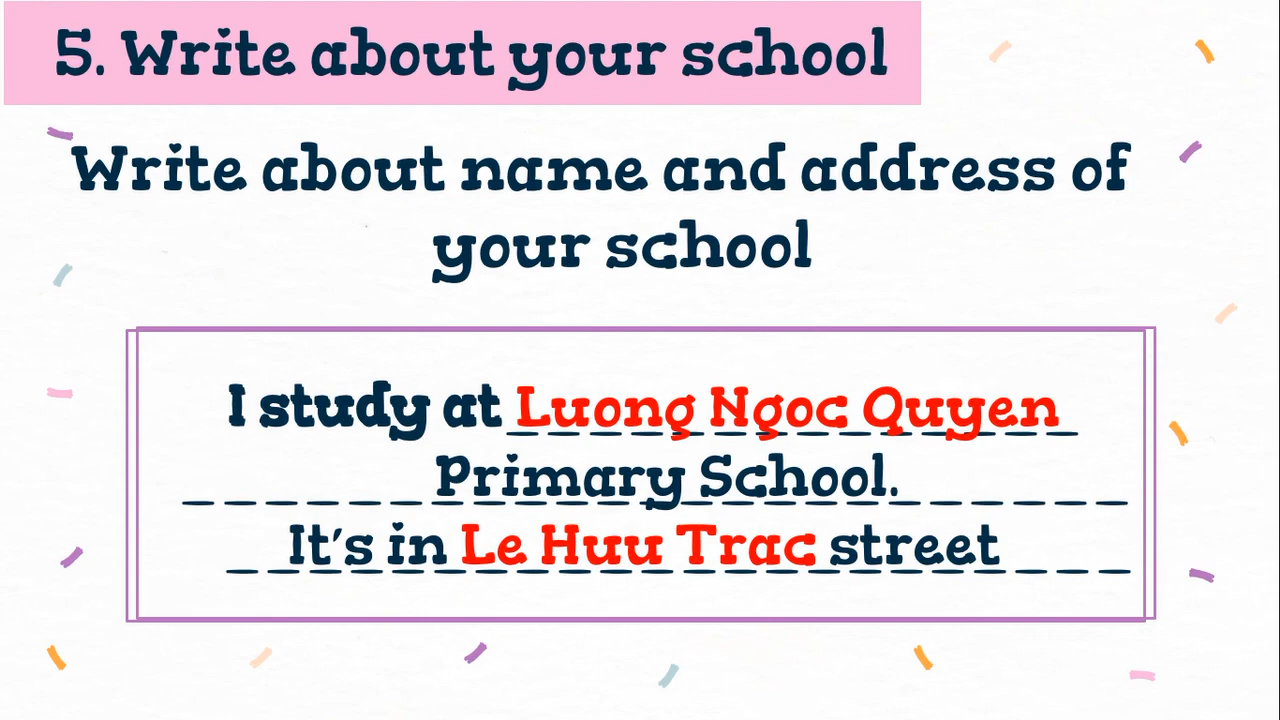 5. Write about your school
Write about name and address of
your school
I study at Luong Ngoc Quyen
Primary School.
It's in Le Huu Trac street